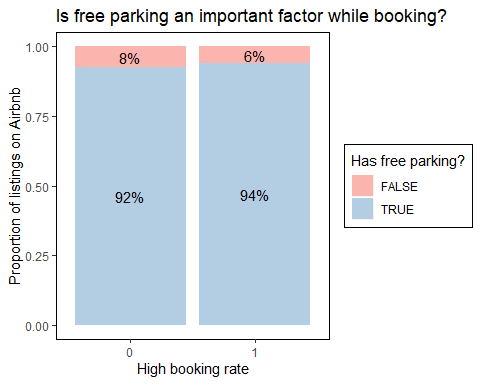 Is free parking an important factor while booking?
Proportion of listings on Airbnb
1.00
0.75
0.50
0.25
0.00
8%
6%
92%
94%
0
1
High booking rate
Has free parking?
FALSE
TRUE